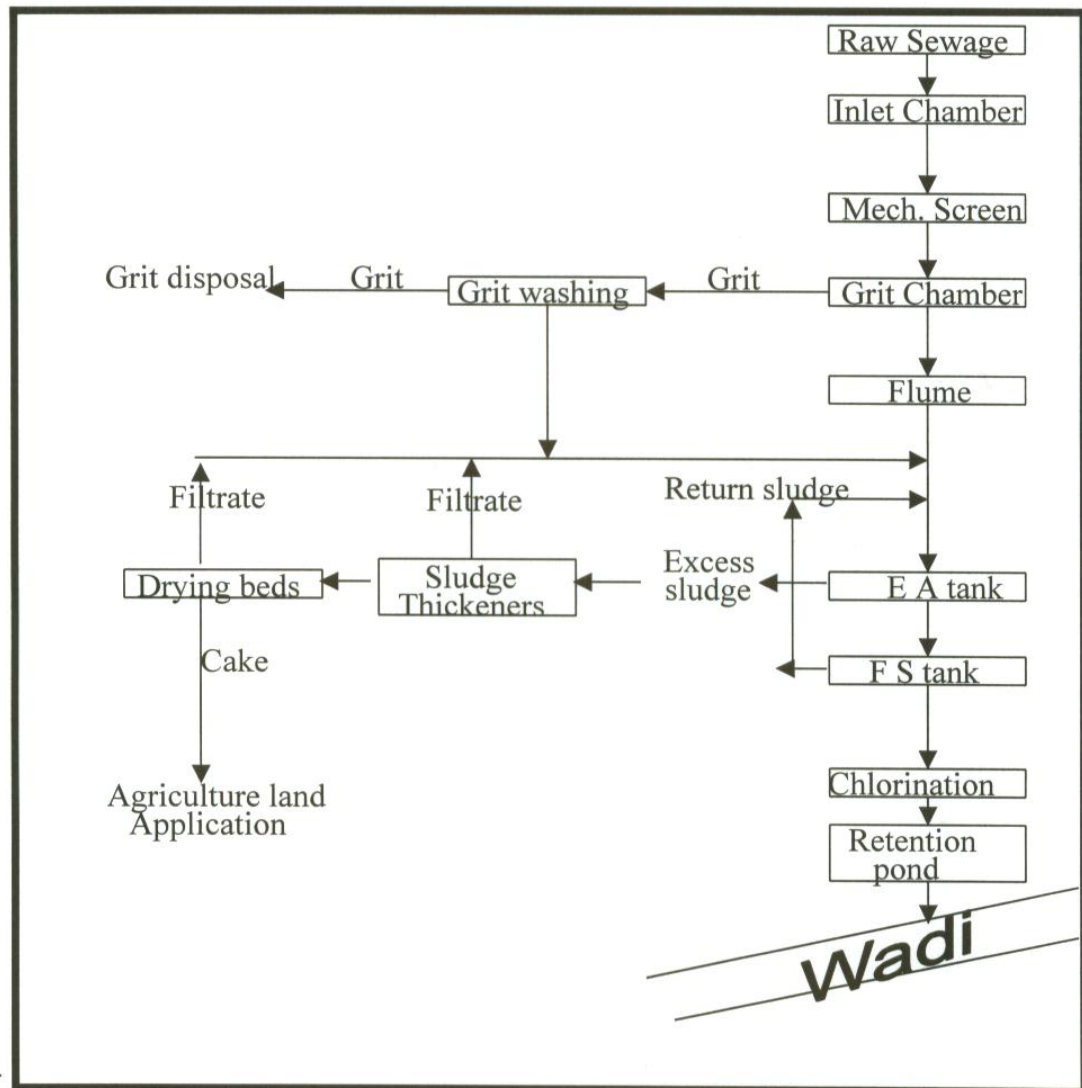 Raw Sewage
Inlet Chamber
Mech. Screen
Grit disposal
Grit
Grit washing
Grit
Grit Chamber
Flume
Filtrate
Filtrate
Return sludge
Drying beds
Sludge
Thickeners
Excess
sludge
E A tank
Cake
F S tank
Agriculture land
Application
Chlorination
Retention
pond
Wadi